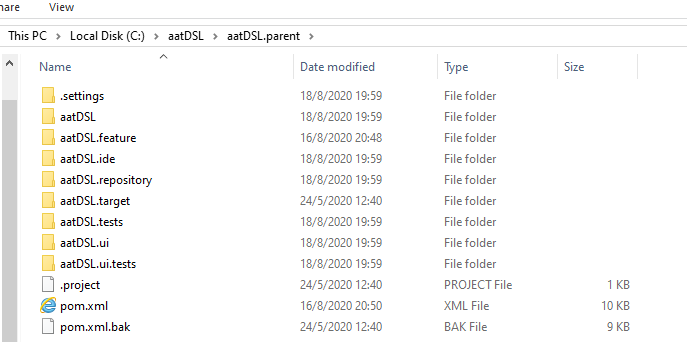 hare View
This PC > Local Disk (C:) > aatDSL > aatDSL.parent >
Name Date modified Type Size
.settings 18/8/2020 19:59 File folder
aatDSL 18/8/2020 19:59 File folder
aatDSL.feature 16/8/2020 20:48 File folder
aatDSL.ide 18/8/2020 19:59 File folder
aatDSL.repository 18/8/2020 19:59 File folder
aatDSL.target 24/5/2020 12:40 File folder
aatDSL.tests 18/8/2020 19:59 File folder
aatDSL.ui 18/8/2020 19:59 File folder
aatDSL.ui.tests 18/8/2020 19:59 File folder
.project 24/5/2020 12:40 PROJECT File 1 KB
pom.xml 16/8/2020 20:50 XML File 10 KB
pom.xml.bak 24/5/2020 12:40 BAK File 9 KB